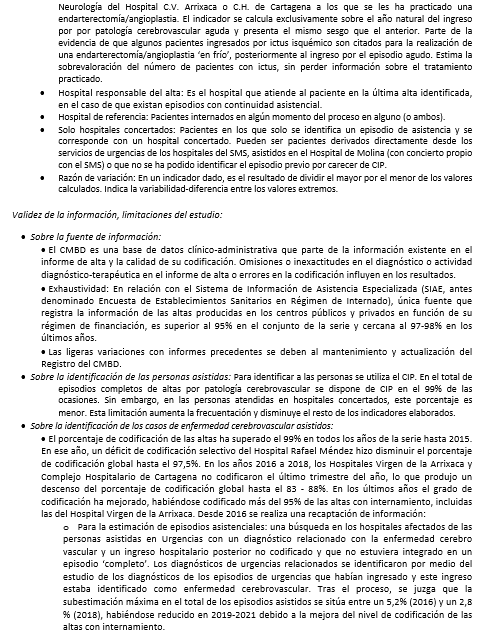 Neurología del Hospital C.V. Arrixaca o C.H. de Cartagena a los que se les ha practicado una
endarterectomía/angioplastia. El indicador se calcula exclusivamente sobre el año natural del ingreso
por por patología cerebrovascular aguda y presenta el mismo sesgo que el anterior. Parte de la
evidencia de que algunos pacientes ingresados por ictus isquémico son citados para la realización de
una endarterectomía/angioplastia 'en frío', posteriormente al ingreso por el episodio agudo. Estima la
sobrevaloración del número de pacientes con ictus, sin perder información sobre el tratamiento
practicado.
• Hospital responsable del alta: Es el hospital que atiende al paciente en la última alta identificada,
en el caso de que existan episodios con continuidad asistencial.
• Hospital de referencia: Pacientes internados en algún momento del proceso en alguno (o ambos).
• Solo hospitales concertados: Pacientes en los que solo se identifica un episodio de asistencia y se
corresponde con un hospital concertado. Pueden ser pacientes derivados directamente desde los
servicios de urgencias de los hospitales del SMS, asistidos en el Hospital de Molina (con concierto propio
con el SMS) o que no se ha podido identificar el episodio previo por carecer de CIP.
• Razón de variación: En un indicador dado, es el resultado de dividir el mayor por el menor de los valores
calculados. Indica la variabilidad-diferencia entre los valores extremos.
Validez de la información, limitaciones del estudio:
• Sobre la fuente de información:
• El CMBD es una base de datos clínico-administrativa que parte de la información existente en el
informe de alta y la calidad de su codificación. Omisiones o inexactitudes en el diagnóstico o actividad
diagnóstico-terapéutica en el informe de alta o errores en la codificación influyen en los resultados.
• Exhaustividad: En relación con el Sistema de Información de Asistencia Especializada (SIAE, antes
denominado Encuesta de Establecimientos Sanitarios en Régimen de Internado), única fuente que
registra la información de las altas producidas en los centros públicos y privados en función de su
régimen de financiación, es superior al 95% en el conjunto de la serie y cercana al 97-98% en los
últimos años.
• Las ligeras variaciones con informes precedentes se deben al mantenimiento y actualización del
Registro del CMBD.
• Sobre la identificación de las personas asistidas: Para identificar a las personas se utiliza el CIP. En el total de
episodios completos de altas por patología cerebrovascular se dispone de CIP en el 99% de las
ocasiones. Sin embargo, en las personas atendidas en hospitales concertados, este porcentaje es
menor. Esta limitación aumenta la frecuentación y disminuye el resto de los indicadores elaborados.
• Sobre la identificación de los casos de enfermedad cerebrovascular asistidos:
• El porcentaje de codificación de las altas ha superado el 99% en todos los años de la serie hasta 2015.
En ese año, un déficit de codificación selectivo del Hospital Rafael Méndez hizo disminuir el porcentaje
de codificación global hasta el 97,5%. En los años 2016 a 2018, los Hospitales Virgen de la Arrixaca y
Complejo Hospitalario de Cartagena no codificaron el último trimestre del año, lo que produjo un
descenso del porcentaje de codificación global hasta el 83 - 88%. En los últimos años el grado de
codificación ha mejorado, habiéndose codificado más del 95% de las altas con internamiento, incluidas
las del Hospital Virgen de la Arrixaca. Desde 2016 se realiza una recaptación de información:
o Para la estimación de episodios asistenciales: una búsqueda en los hospitales afectados de las
personas asistidas en Urgencias con un diagnóstico relacionado con la enfermedad cerebro
vascular y un ingreso hospitalario posterior no codificado y que no estuviera integrado en un
episodio 'completo'. Los diagnósticos de urgencias relacionados se identificaron por medio del
estudio de los diagnósticos de los episodios de urgencias que habían ingresado y este ingreso
estaba identificado como enfermedad cerebrovascular. Tras el proceso, se juzga que la
subestimación máxima en el total de los episodios asistidos se sitúa entre un 5,2% (2016) y un 2,8
% (2018), habiéndose reducido en 2019-2021 debido a la mejora del nivel de codificación de las
altas con internamiento.